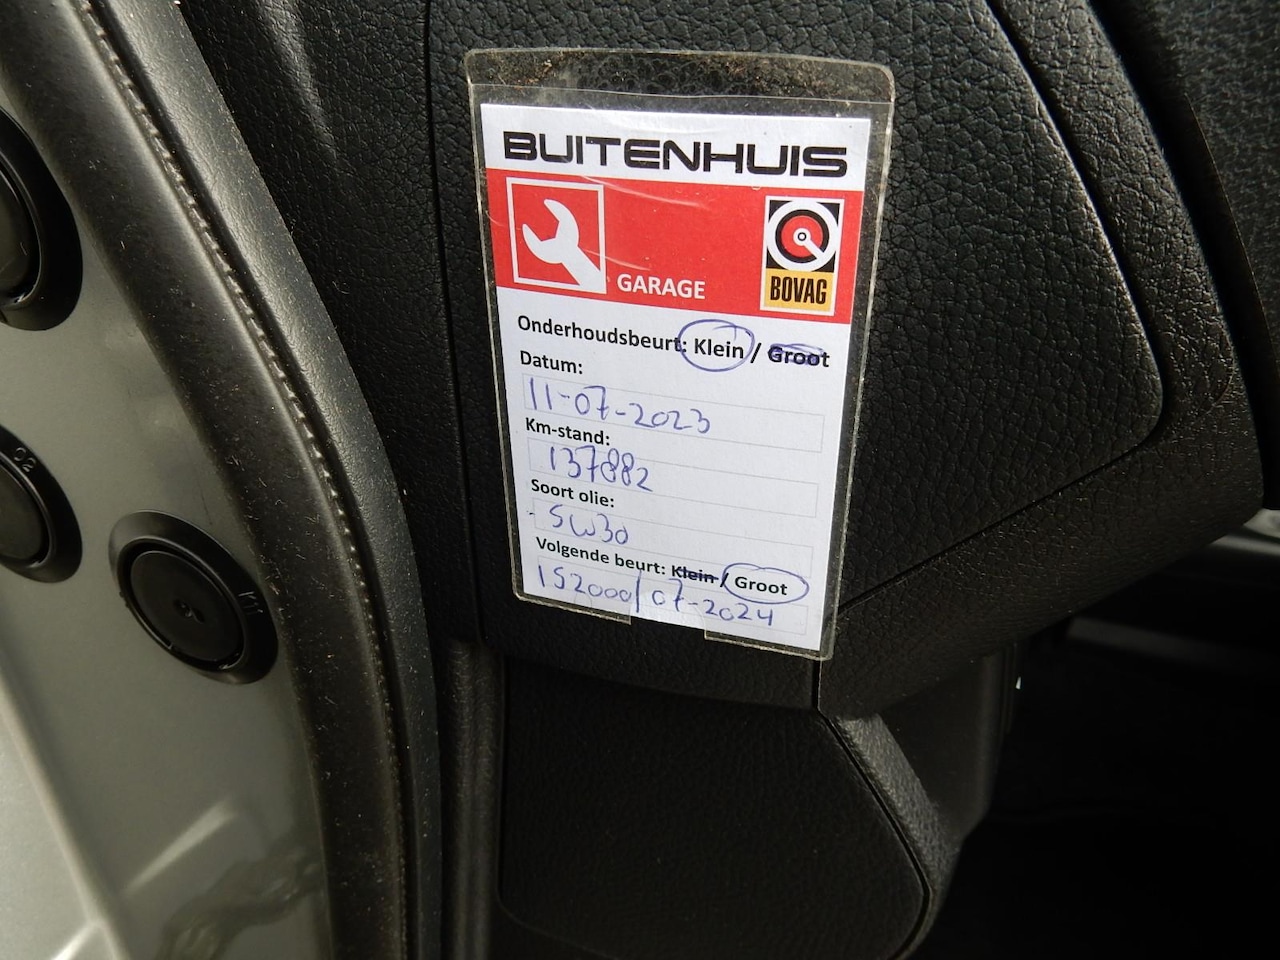 BUITENHUIS
GARAGE
BOVAG
Onderhoudsbeurt: Klein / Groot
Datum:
11-07-2023
Km-stand:
137882
Soort olie:
5W30
Volgende beurt: Klein / Groot
152000/ 07-2024